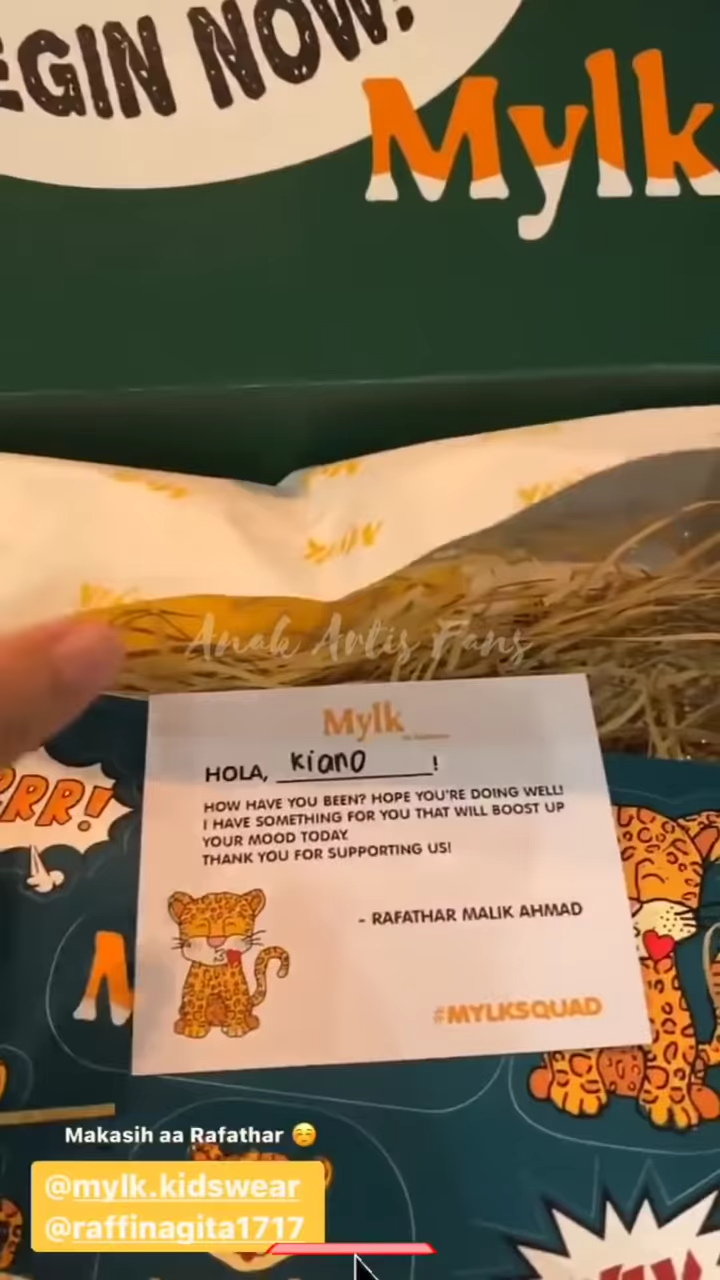 EGIN NOW!
Mylk
Anak Artis Fans
Mylk
HOLA, kiano !
HOW HAVE YOU BEEN? HOPE YOU'RE DOING WELL!
I HAVE SOMETHING FOR YOU THAT WILL BOOST UP
YOUR MOOD TODAY.
THANK YOU FOR SUPPORTING US!
- RAFATHAR MALIK AHMAD
#MYLKSQUAD
RRR!
M
Makasih aa Rafathar ☺️
@mylk.kidswear
@raffinagita1717